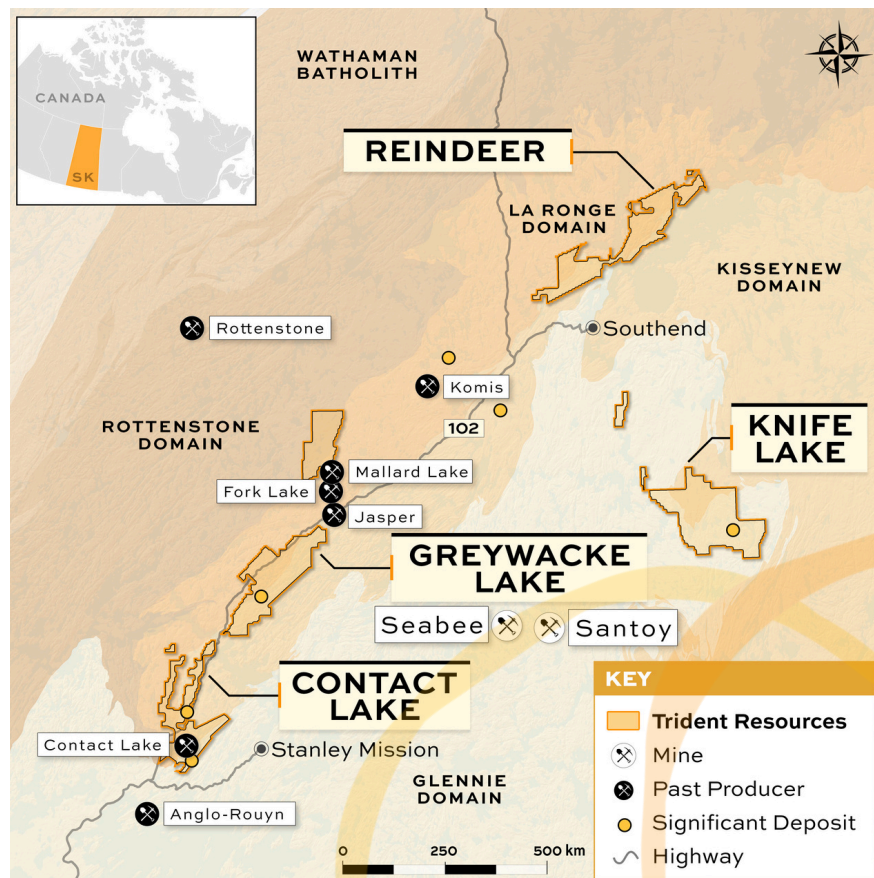 WATHAMAN
BATHOLITH
CANADA
SK
REINDEER
LA RONGE
DOMAIN
KISSEYNEW
DOMAIN
Rottenstone
Southend
Komis
102
ROTTENSTONE
DOMAIN
KNIFE
LAKE
Mallard Lake
Fork Lake
Jasper
GREYWACKE
LAKE
Seabee
Santoy
CONTACT
LAKE
Contact Lake
Stanley Mission
GLENNIE
DOMAIN
Anglo-Rouyn
0 250 500 km
KEY
Trident Resources
Mine
Past Producer
Significant Deposit
Highway